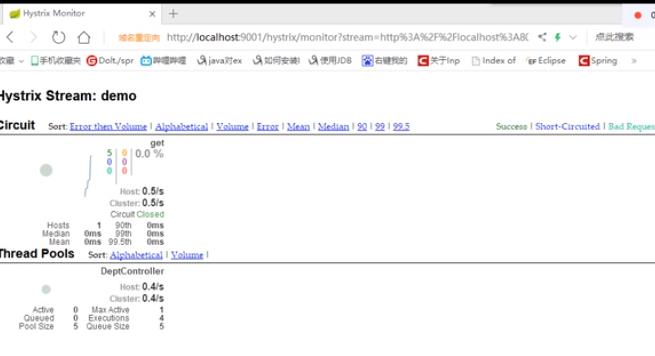 Hystrix Monitor
域名重定向 http://localhost:9001/hystrix/monitor?stream=http%3A%2F%2Flocalhost%3A80 点此搜索
收藏 手机收藏夹 Dolt./spr 哔哩哔哩 java对ex 如何安装I 使用JDB 右键我的 关于Inp Index of Eclipse Spring »
Hystrix Stream: demo
Circuit Sort: Error then Volume | Alphabetical | Volume | Error | Mean | Median | 90 | 99 | 99.5 Success | Short-Circuited | Bad Reques
get
5 0 0.0 %
0 0
0 0
Host: 0.5/s
Cluster: 0.5/s
Circuit Closed
Hosts 1 90th 0ms
Median 0ms 99th 0ms
Mean 0ms 99.5th 0ms
Thread Pools Sort: Alphabetical | Volume |
DeptController
Host: 0.4/s
Cluster: 0.4/s
Active 0 Max Active 1
Queued 0 Executions 4
Pool Size 5 Queue Size 5